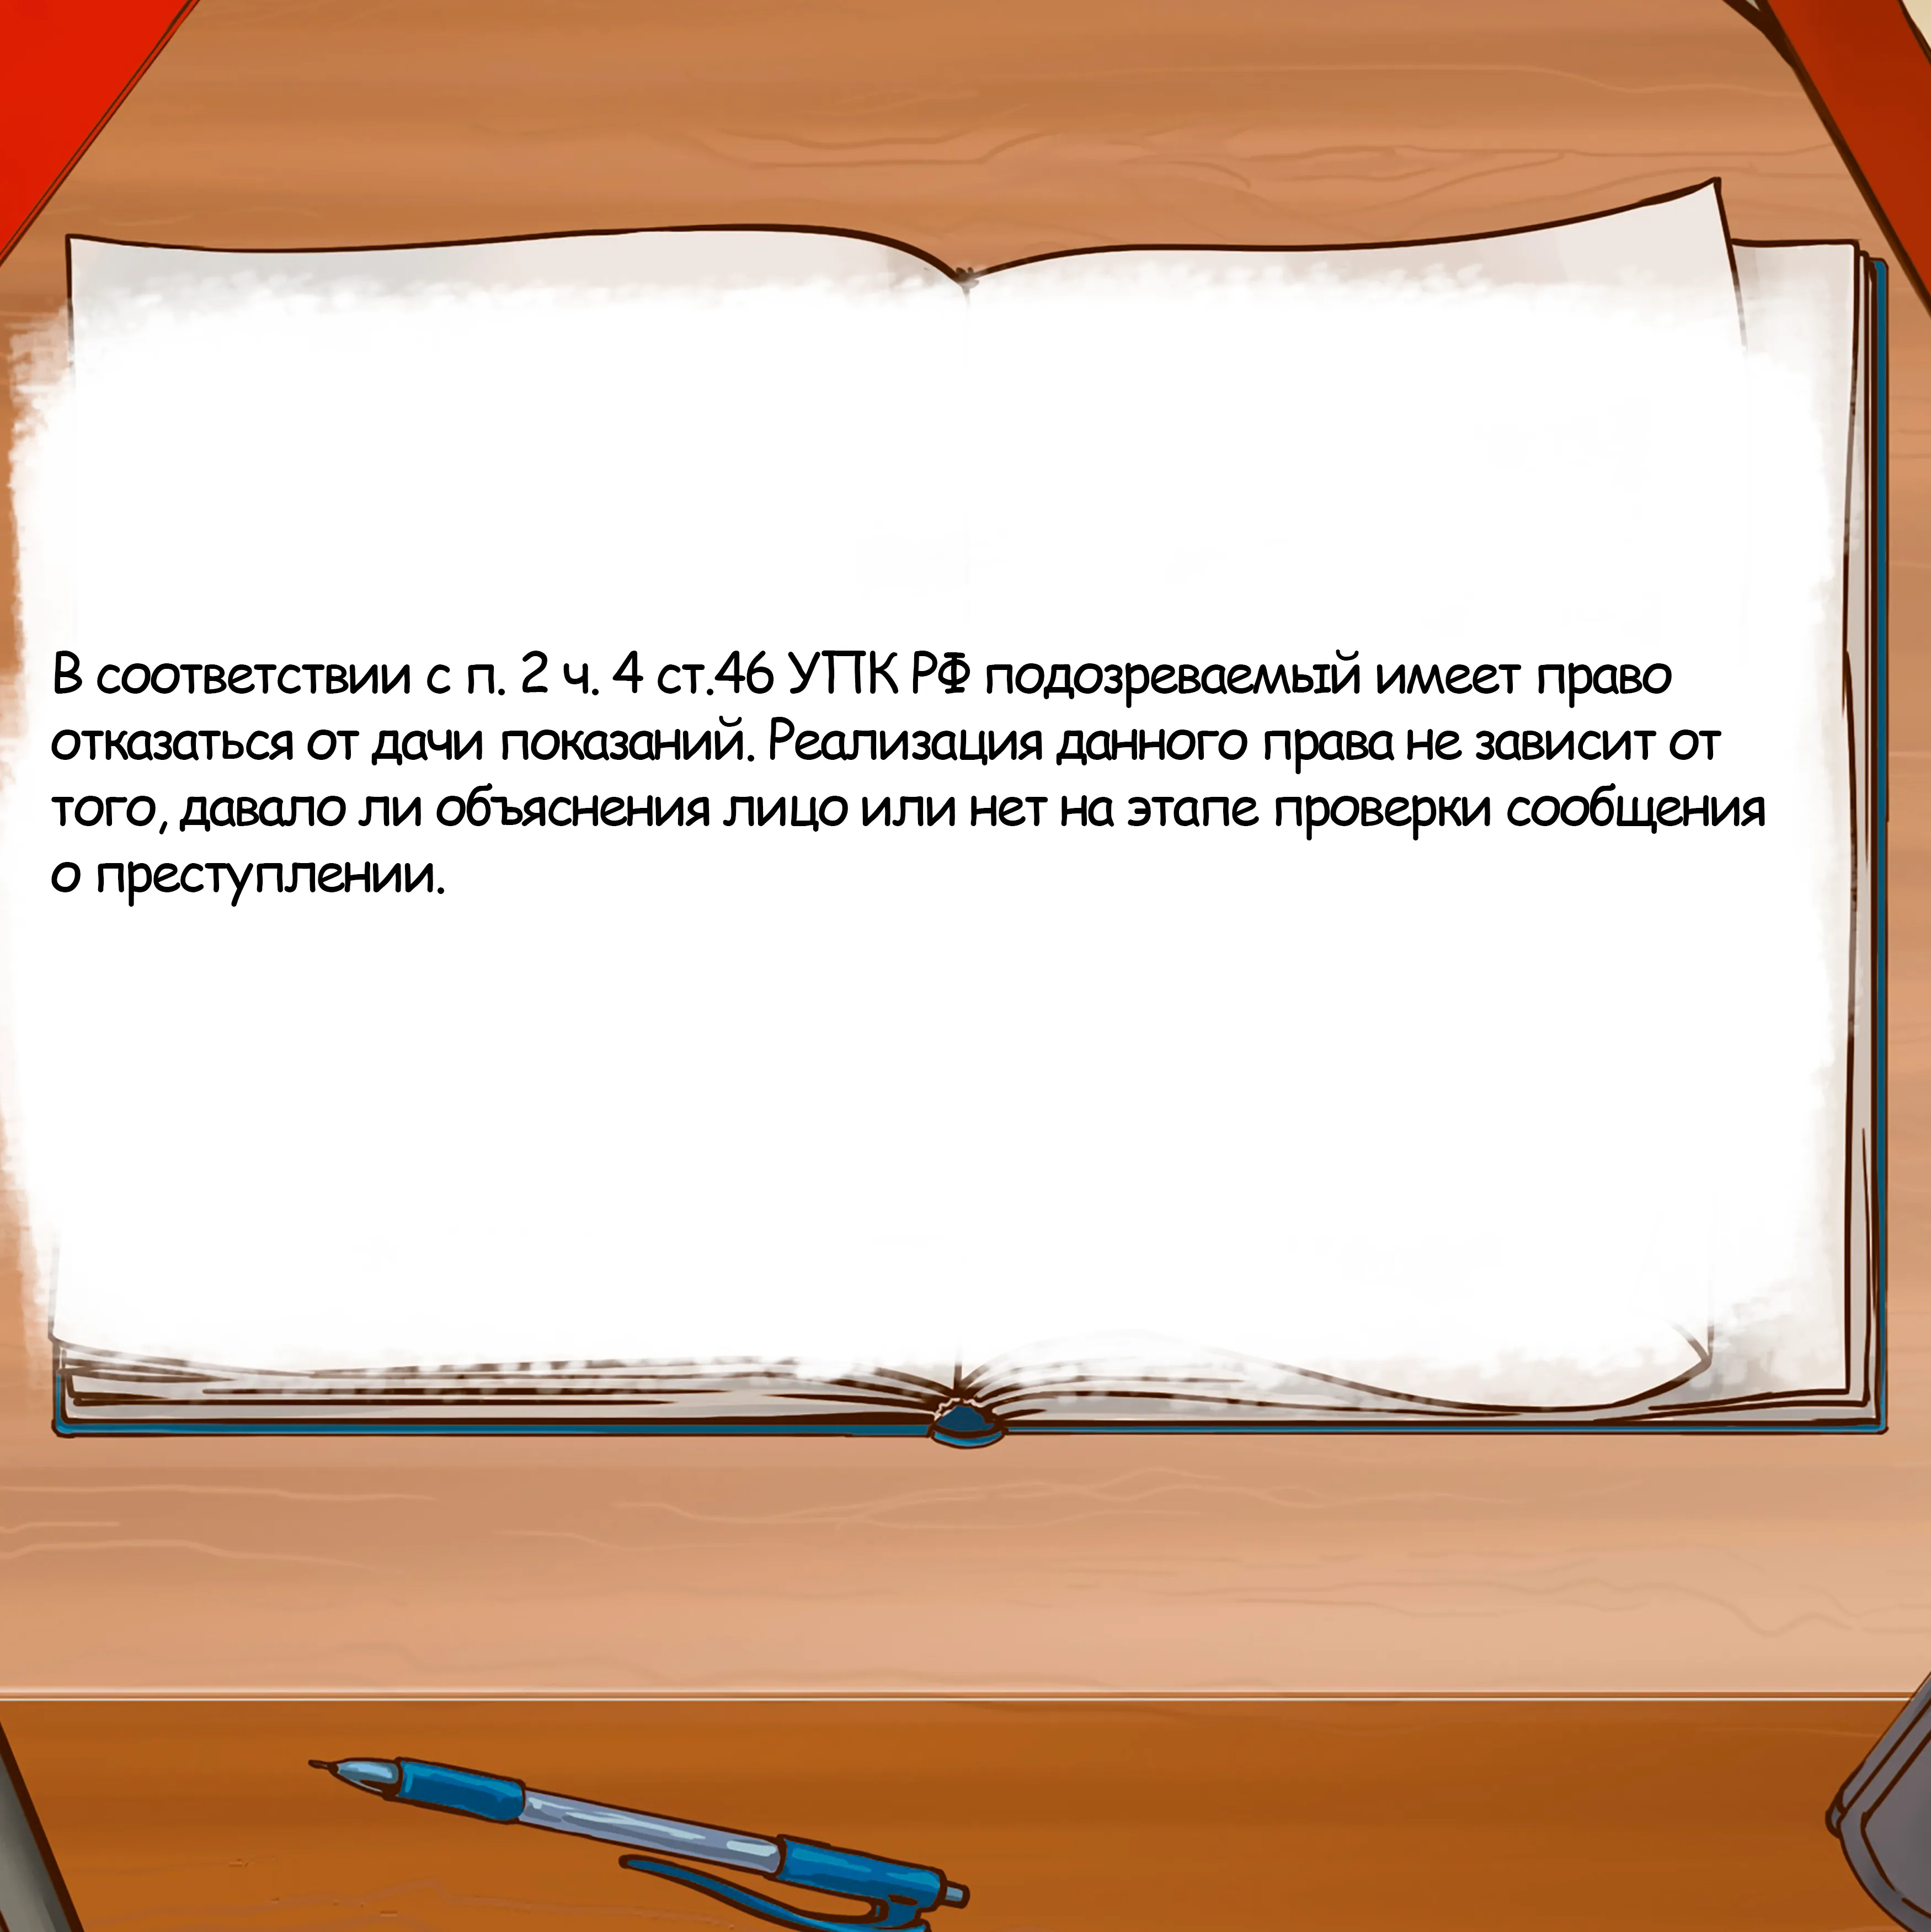 В соответствии с п. 2 ч. 4 ст.46 УПК РФ подозреваемый имеет право
отказаться от дачи показаний. Реализация данного права не зависит от
того, давало ли объяснения лицо или нет на этапе проверки сообщения
о преступлении.